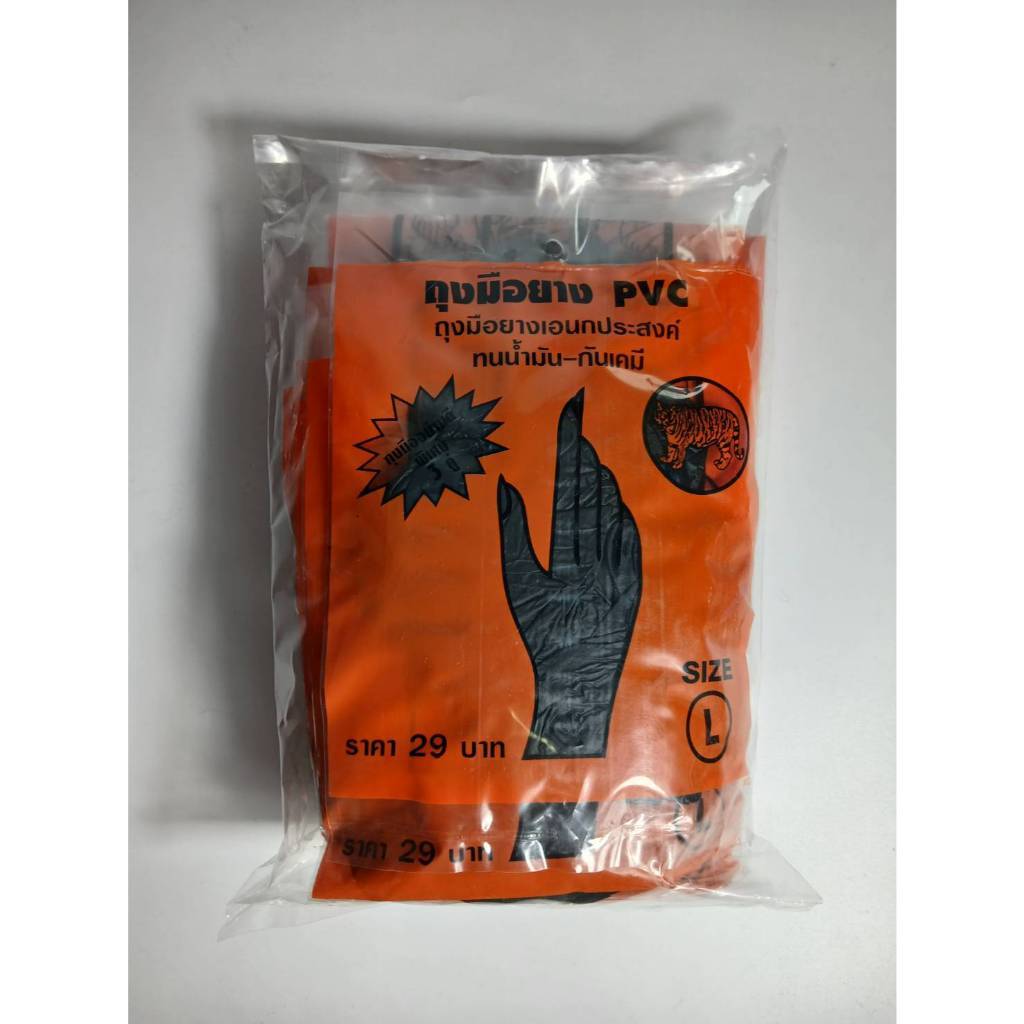 ถุงมือยาง PVC
ถุงมือยางเอนกประสงค์
ทนน้ำมัน-กันเคมี
SIZE
L
ราคา 29 บาท
ราคา 29 บาท